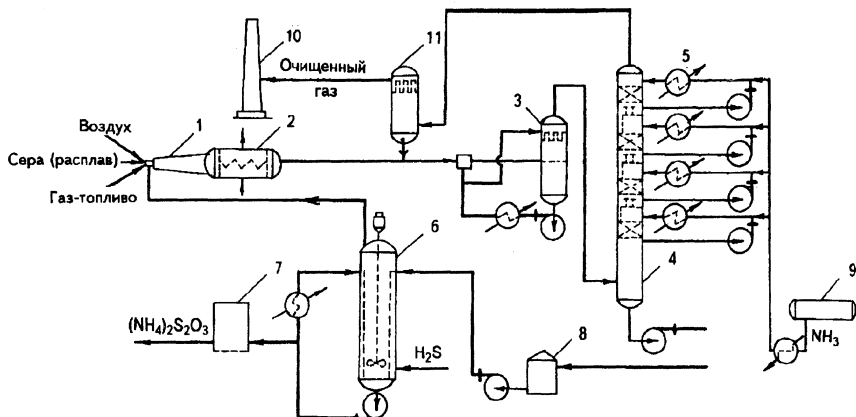 10
11
5
Очищенный
газ
3
Воздух
1
2
Сера (расплав)
Газ-топливо
6
4
7
9
(NH₄)₂S₂O₃
H₂S
8
NH₃